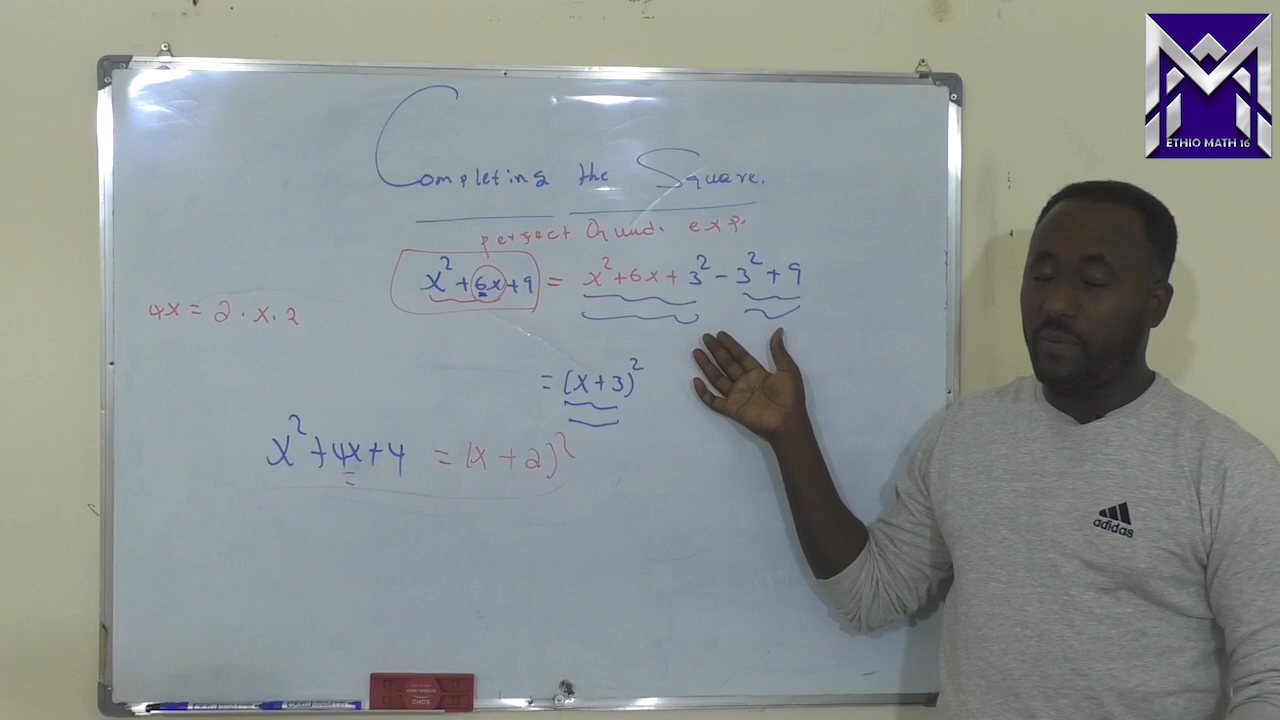 Completing the Square.
perfect Quad. exp.
x²+6x+9 = x²+6x+3²-3²+9
4x = 2·x·2
= (x+3)²
x²+4x+4 = (x+2)²
ETHIO MATH 16
adidas